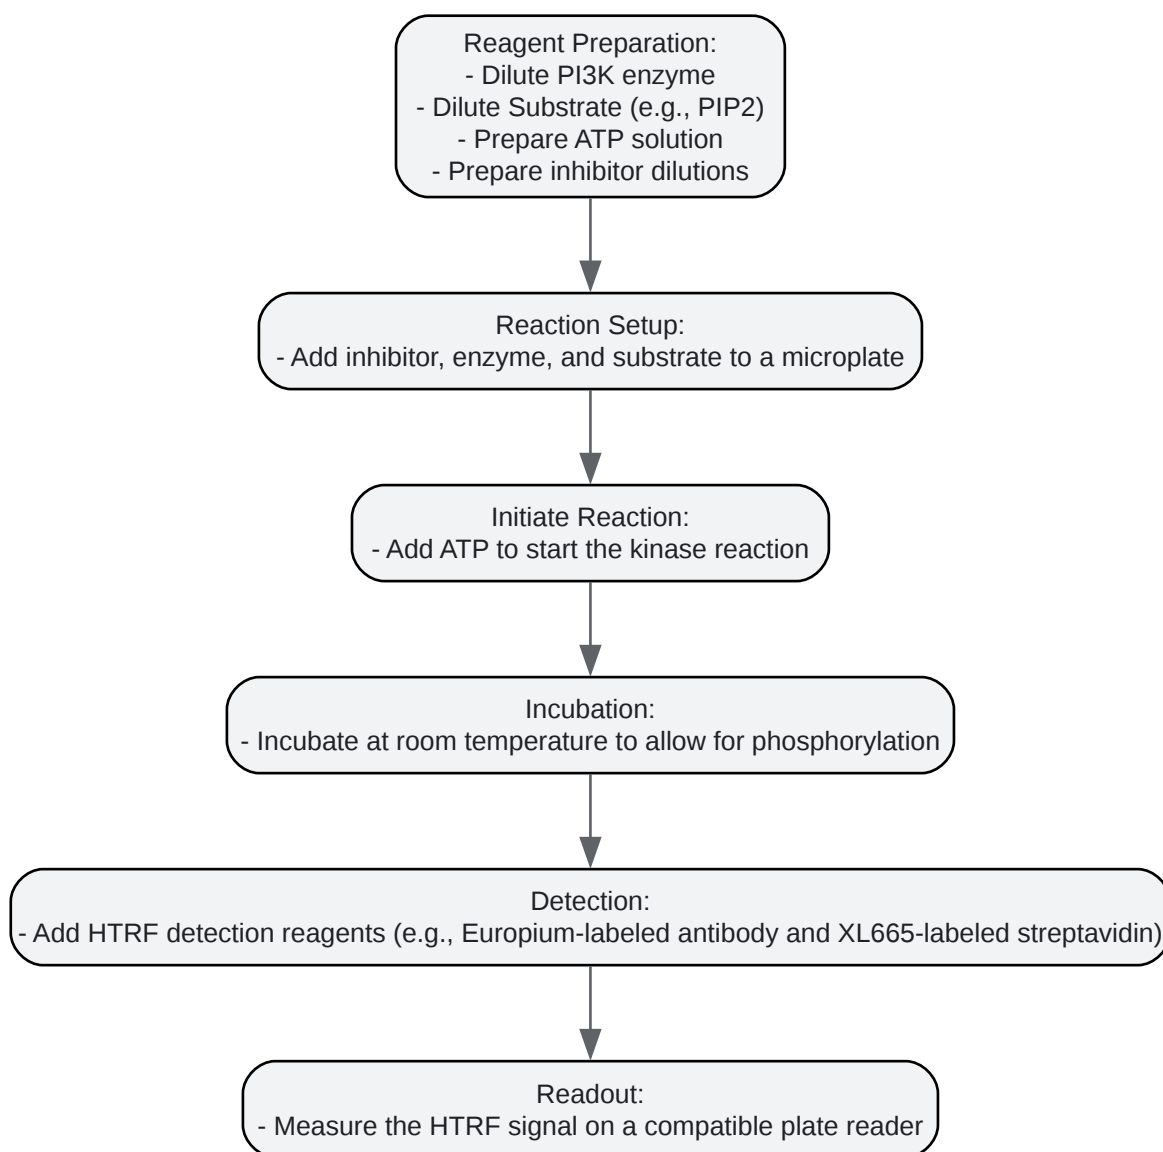 Reagent Preparation:
- Dilute PI3K enzyme
- Dilute Substrate (e.g., PIP2)
- Prepare ATP solution
- Prepare inhibitor dilutions
Reaction Setup:
- Add inhibitor, enzyme, and substrate to a microplate
Initiate Reaction:
- Add ATP to start the kinase reaction
Incubation:
- Incubate at room temperature to allow for phosphorylation
Detection:
- Add HTRF detection reagents (e.g., Europium-labeled antibody and XL665-labeled streptavidin)
Readout:
- Measure the HTRF signal on a compatible plate reader